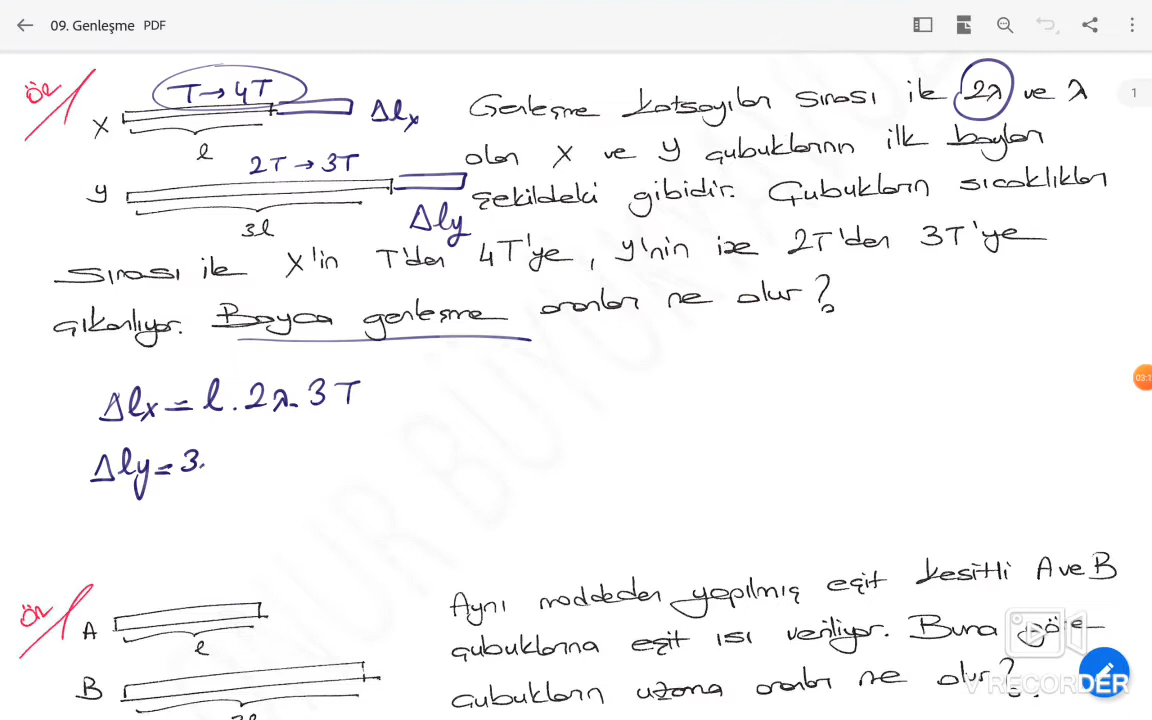 09. Genleşme PDF
1
Ör
T→4T
X
l
Δlx
2T→3T
y
3l
Δly
Genleşme katsayıları sırası ile 2λ ve λ
olan X ve y çubuklarının ilk boyları
şekildeki gibidir. Çubukların sıcaklıkları
sırası ile X'in T'den 4T'ye, y'nin ise 2T'den 3T'ye
çıkarılıyor. Boyca genleşme oranları ne olur?
Δlx = l.2λ.3T
Δly = 3.
03:1
Ör
A
l
B
Aynı maddeden yapılmış eşit kesitli A ve B
çubuklarına eşit ısı veriliyor. Buna göre
çubukların uzama oranları ne olur?
V RECORDER